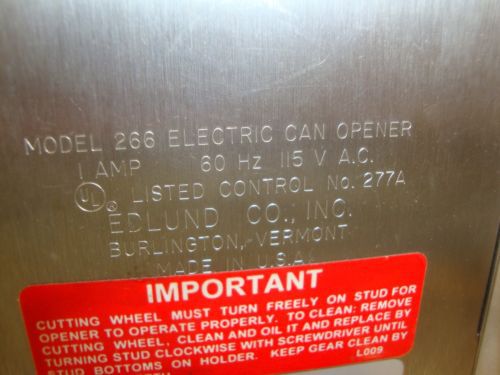 MODEL 266 ELECTRIC CAN OPENER
1 AMP 60 Hz 115 V A.C.
UL ® LISTED CONTROL No. 277A
EDLUND CO., INC.
BURLINGTON, VERMONT
MADE IN U.S.A.
IMPORTANT
CUTTING WHEEL MUST TURN FREELY ON STUD FOR
OPENER TO OPERATE PROPERLY. TO CLEAN: REMOVE
CUTTING WHEEL, CLEAN AND OIL IT AND REPLACE BY
TURNING STUD CLOCKWISE WITH SCREWDRIVER UNTIL
STUD BOTTOMS ON HOLDER. KEEP GEAR CLEAN BY
L009